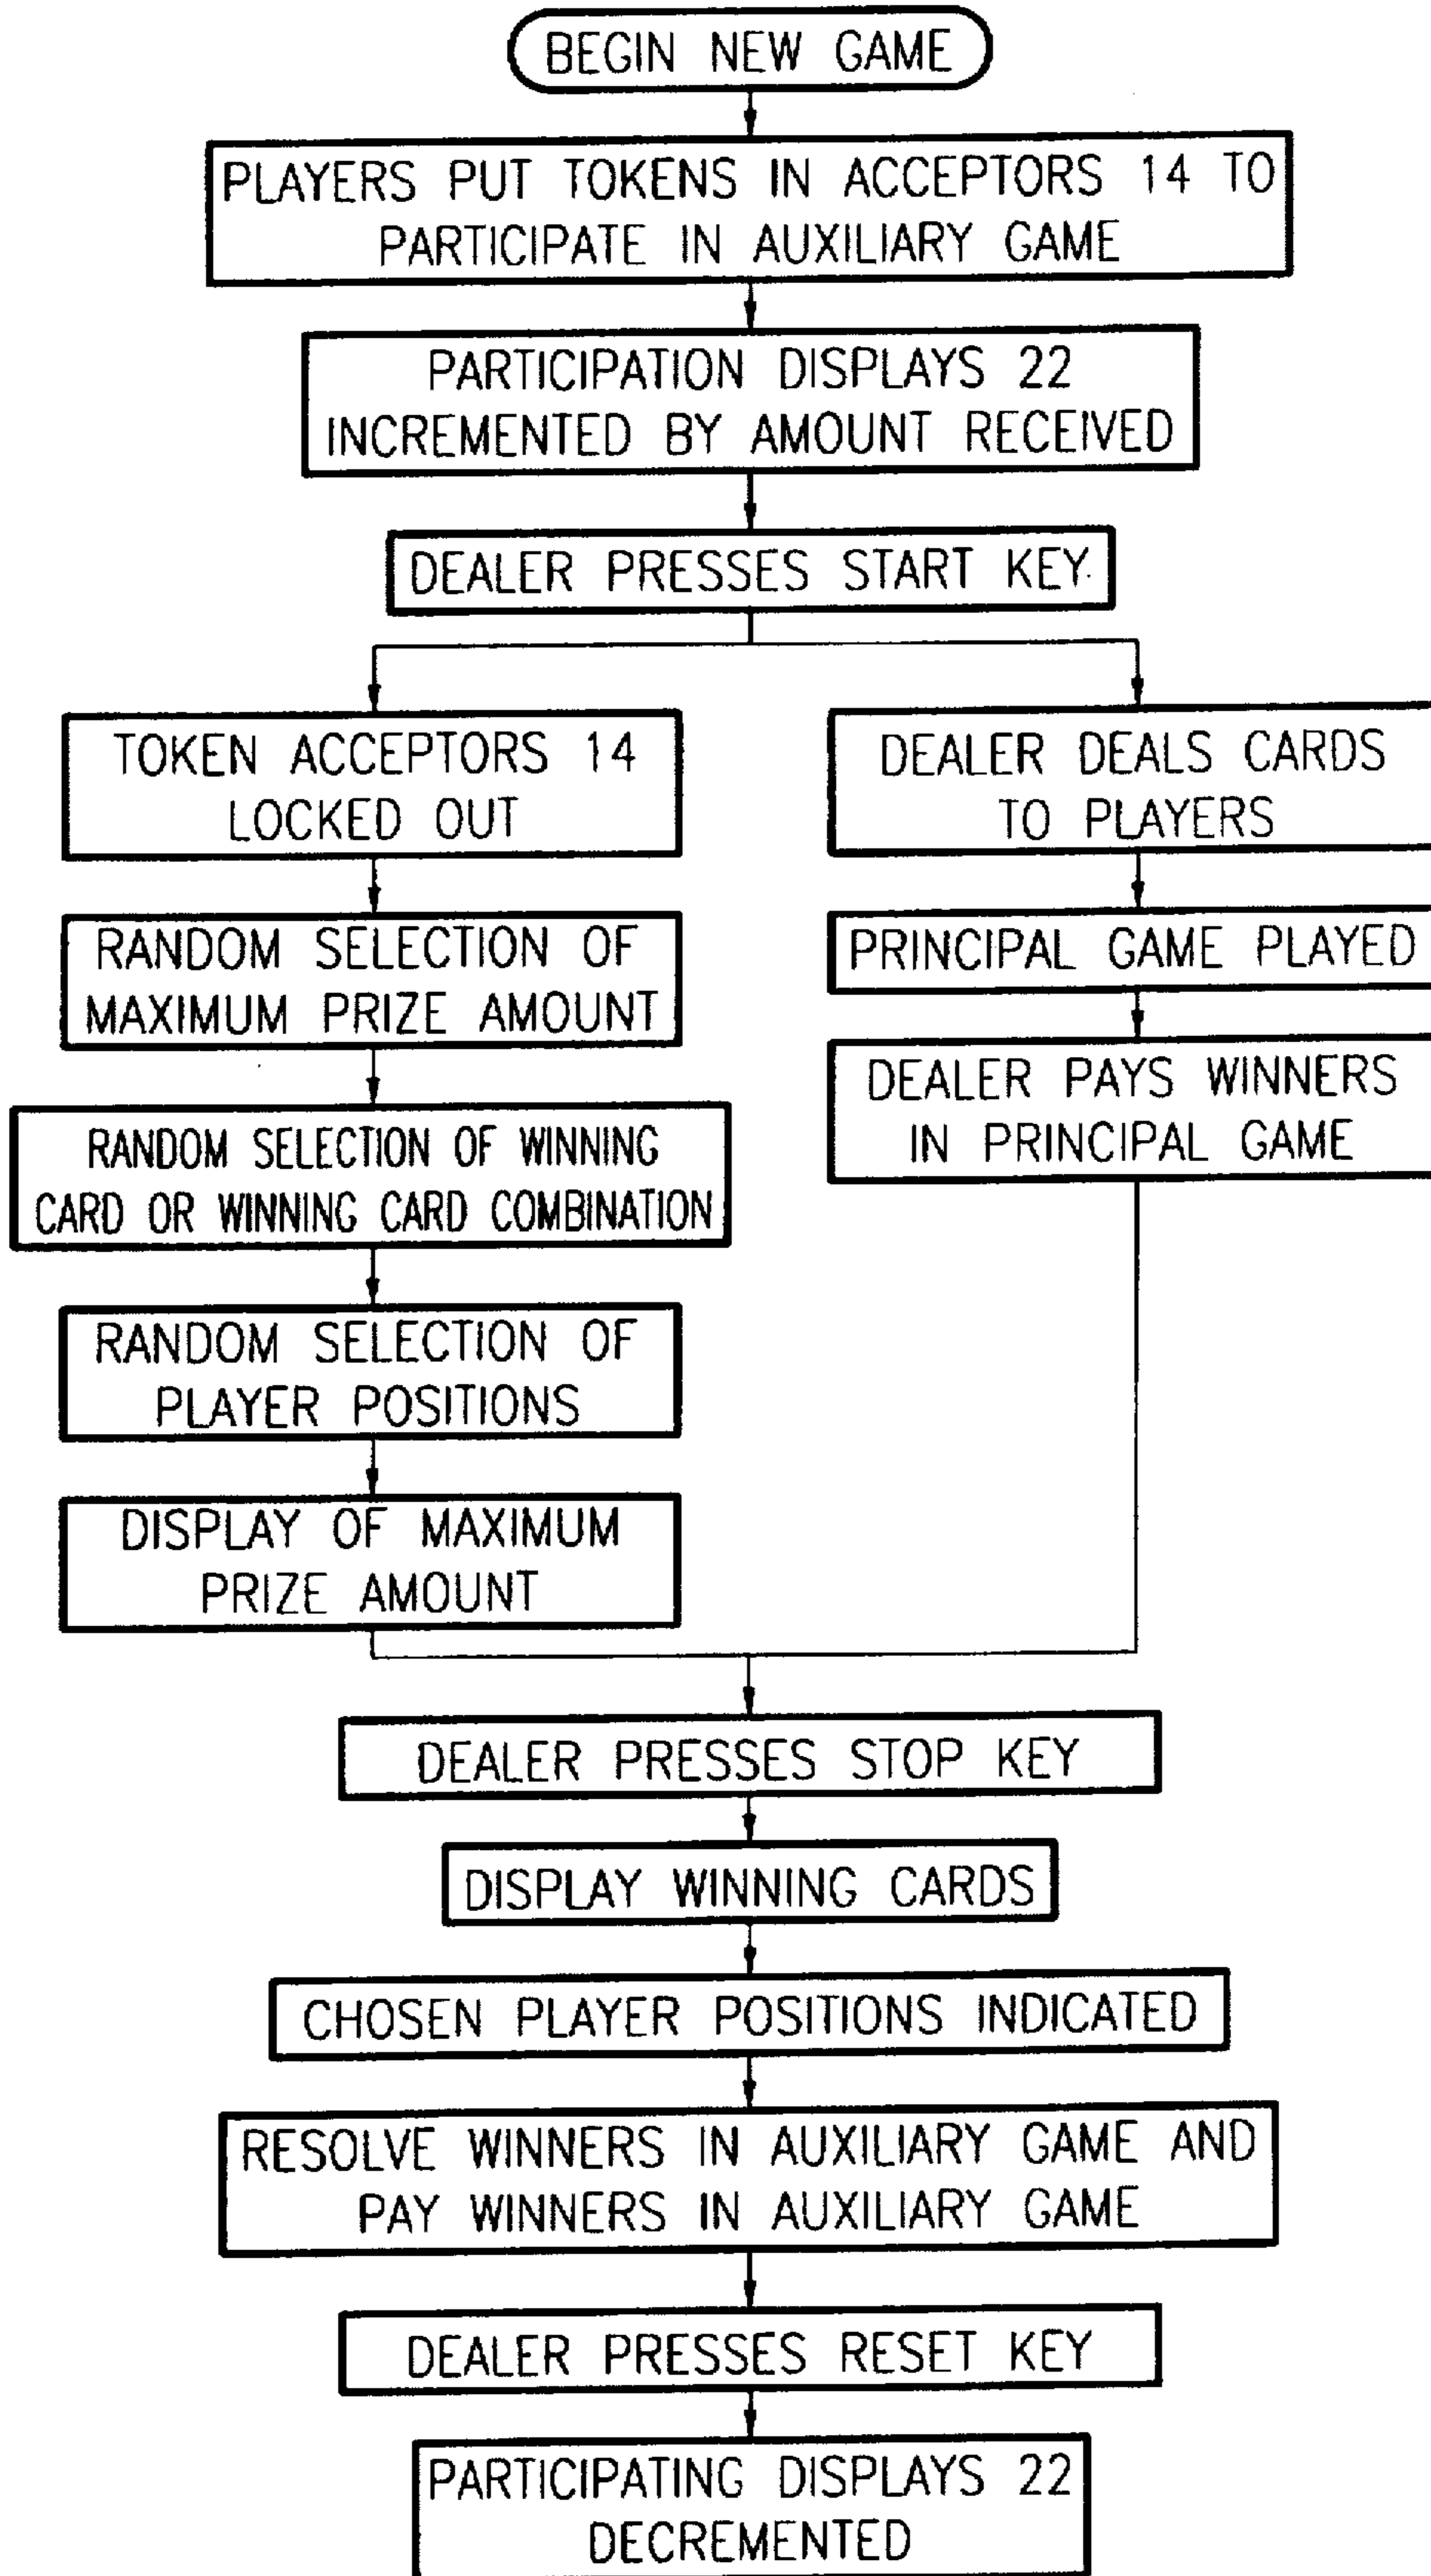 BEGIN NEW GAME
PLAYERS PUT TOKENS IN ACCEPTORS 14 TO
PARTICIPATE IN AUXILIARY GAME
PARTICIPATION DISPLAYS 22
INCREMENTED BY AMOUNT RECEIVED
DEALER PRESSES START KEY
TOKEN ACCEPTORS 14
LOCKED OUT
RANDOM SELECTION OF
MAXIMUM PRIZE AMOUNT
RANDOM SELECTION OF WINNING
CARD OR WINNING CARD COMBINATION
RANDOM SELECTION OF
PLAYER POSITIONS
DISPLAY OF MAXIMUM
PRIZE AMOUNT
DEALER DEALS CARDS
TO PLAYERS
PRINCIPAL GAME PLAYED
DEALER PAYS WINNERS
IN PRINCIPAL GAME
DEALER PRESSES STOP KEY
DISPLAY WINNING CARDS
CHOSEN PLAYER POSITIONS INDICATED
RESOLVE WINNERS IN AUXILIARY GAME AND
PAY WINNERS IN AUXILIARY GAME
DEALER PRESSES RESET KEY
PARTICIPATING DISPLAYS 22
DECREMENTED